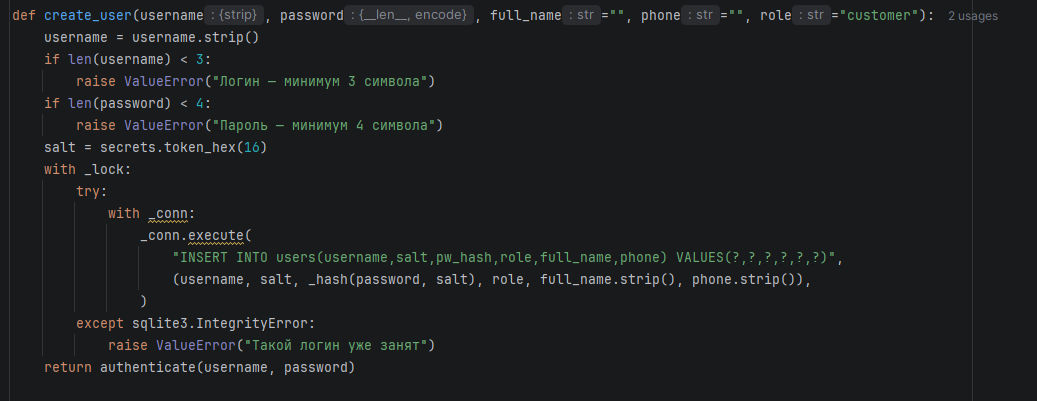 def create_user(username: {strip}, password: {__len__, encode}, full_name: str="", phone: str="", role: str="customer"): 2 usages
    username = username.strip()
    if len(username) < 3:
        raise ValueError("Логин — минимум 3 символа")
    if len(password) < 4:
        raise ValueError("Пароль — минимум 4 символа")
    salt = secrets.token_hex(16)
    with _lock:
        try:
            with _conn:
                _conn.execute(
                    "INSERT INTO users(username,salt,pw_hash,role,full_name,phone) VALUES(?,?,?,?,?,?)",
                    (username, salt, _hash(password, salt), role, full_name.strip(), phone.strip()),
                )
        except sqlite3.IntegrityError:
            raise ValueError("Такой логин уже занят")
    return authenticate(username, password)